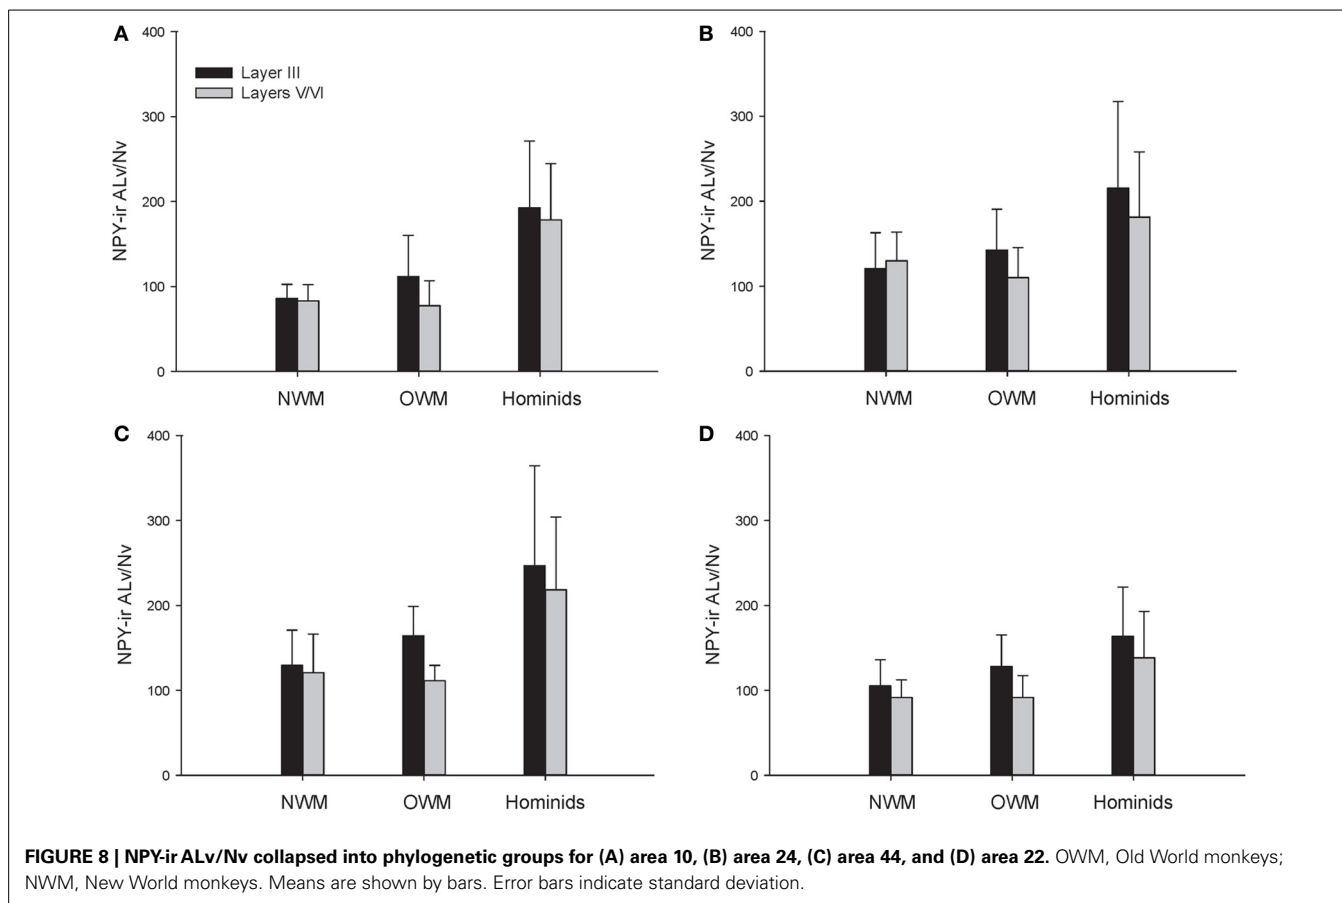 A
400
300
200
100
0
NPY-ir ALv/Nv
Layer III
Layers V/VI
NWM OWM Hominids
B
400
300
200
100
0
NPY-ir ALv/Nv
NWM OWM Hominids
C
400
300
200
100
0
NPY-ir ALv/Nv
NWM OWM Hominids
D
400
300
200
100
0
NPY-ir ALv/Nv
NWM OWM Hominids
FIGURE 8 | NPY-ir ALv/Nv collapsed into phylogenetic groups for (A) area 10, (B) area 24, (C) area 44, and (D) area 22. OWM, Old World monkeys;
NWM, New World monkeys. Means are shown by bars. Error bars indicate standard deviation.